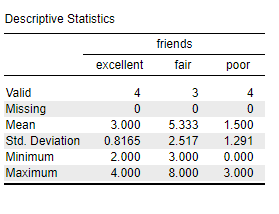 Descriptive Statistics
friends
excellent fair poor
Valid 4 3 4
Missing 0 0 0
Mean 3.000 5.333 1.500
Std. Deviation 0.8165 2.517 1.291
Minimum 2.000 3.000 0.000
Maximum 4.000 8.000 3.000